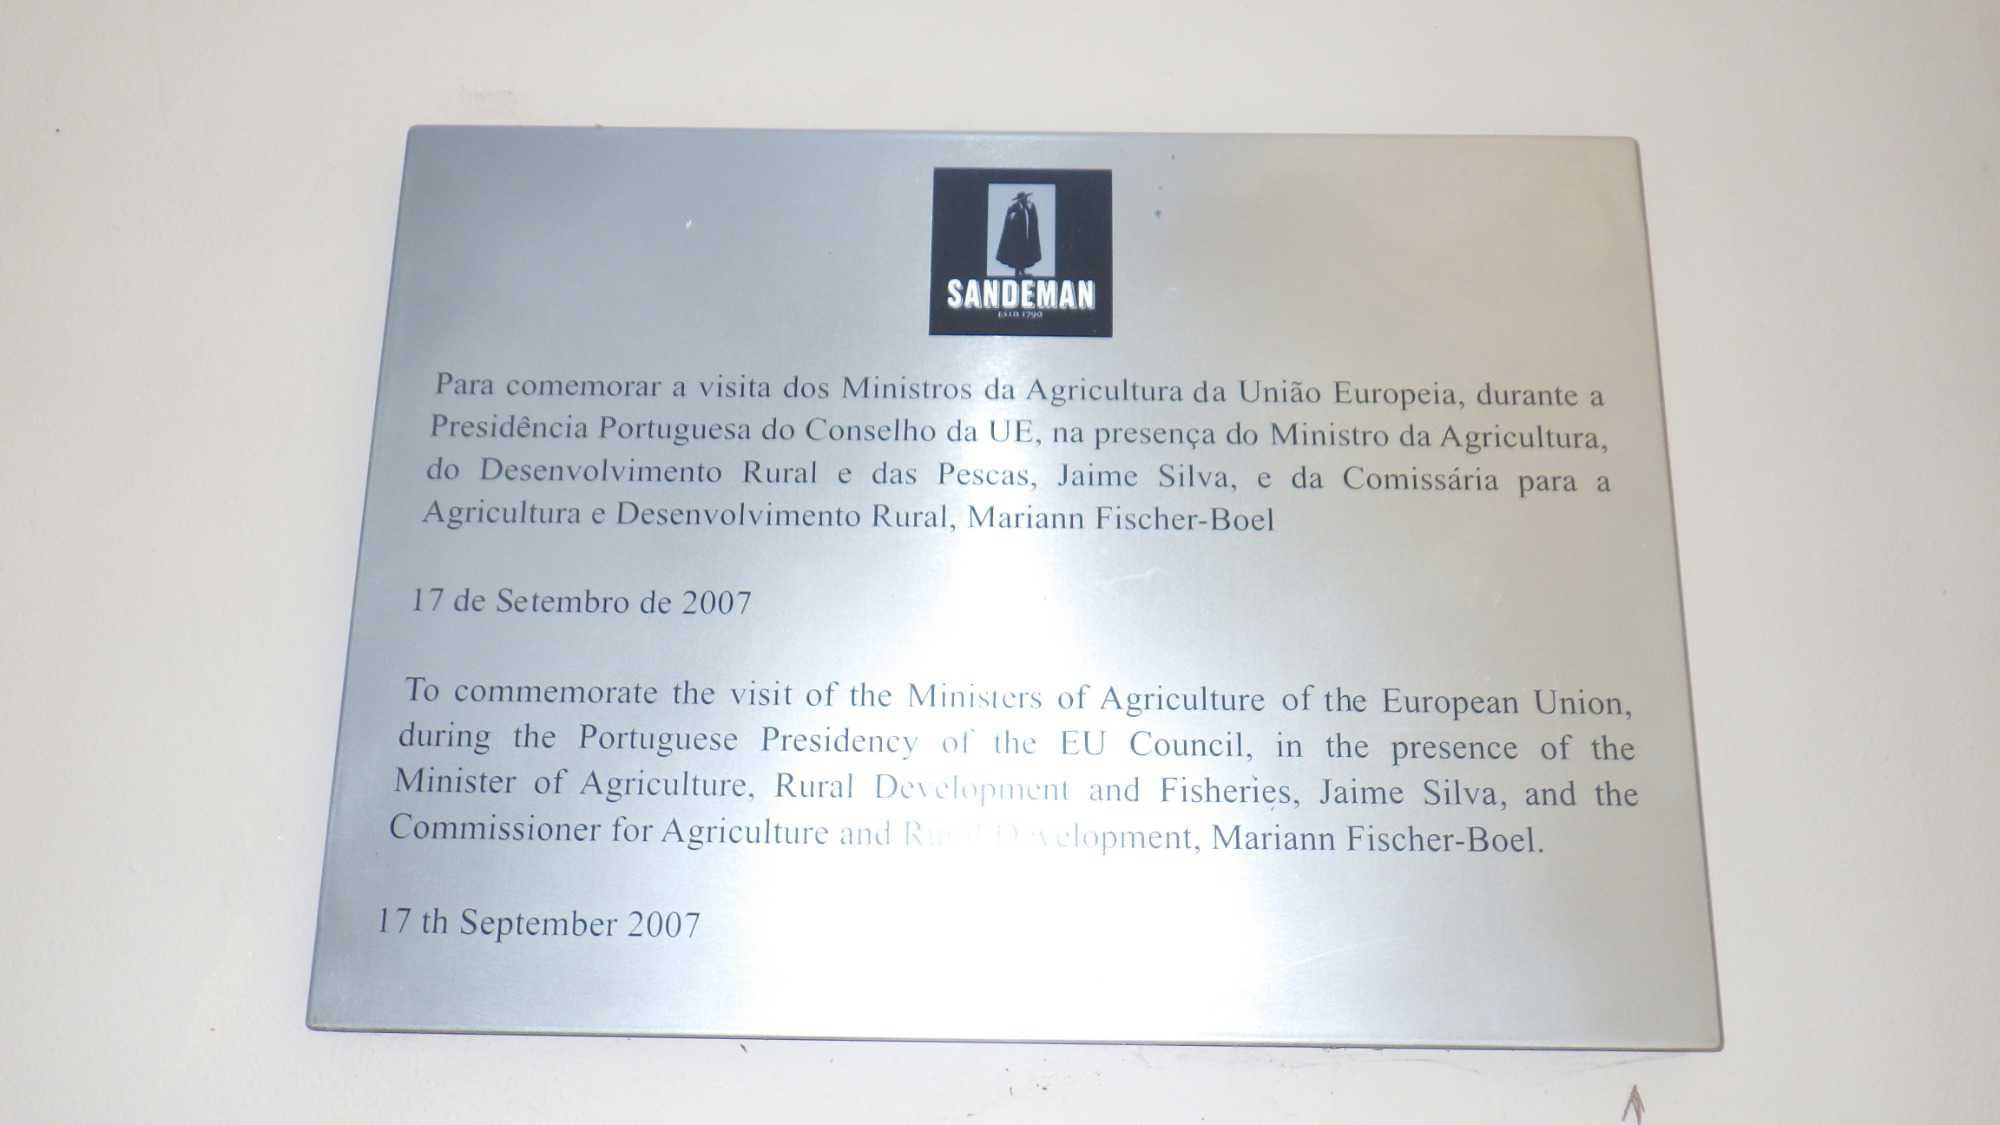 SANDEMAN
ESTD 1790
Para comemorar a visita dos Ministros da Agricultura da União Europeia, durante a
Presidência Portuguesa do Conselho da UE, na presença do Ministro da Agricultura,
do Desenvolvimento Rural e das Pescas, Jaime Silva, e da Comissária para a
Agricultura e Desenvolvimento Rural, Mariann Fischer-Boel
17 de Setembro de 2007
To commemorate the visit of the Ministers of Agriculture of the European Union,
during the Portuguese Presidency of the EU Council, in the presence of the
Minister of Agriculture, Rural Development and Fisheries, Jaime Silva, and the
Commissioner for Agriculture and Rural Development, Mariann Fischer-Boel.
17 th September 2007